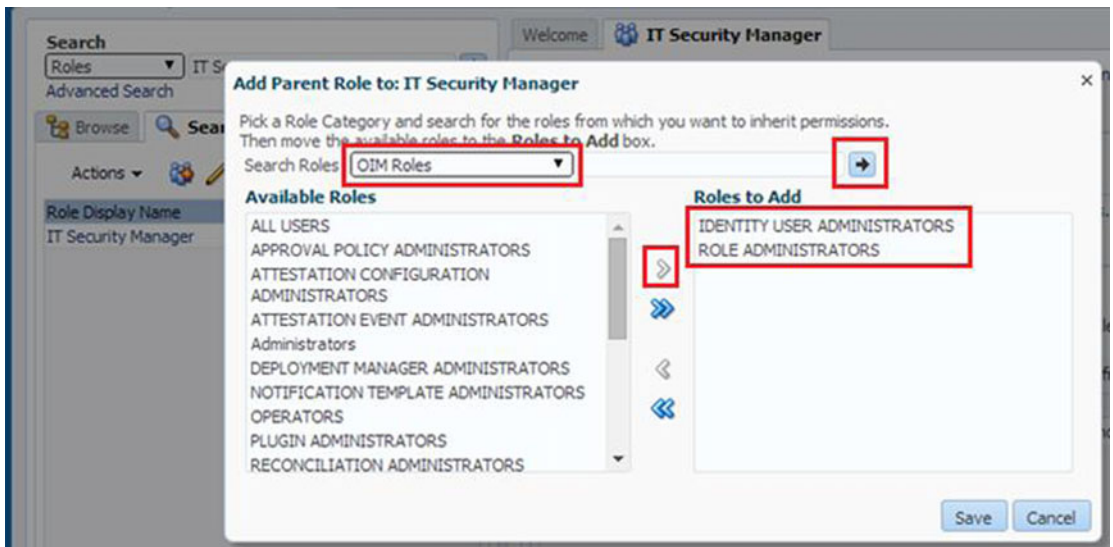 Search
Welcome
IT Security Manager
Roles
IT S
Advanced Search
Browse
Sear
Actions
Role Display Name
IT Security Manager
Add Parent Role to: IT Security Manager
Pick a Role Category and search for the roles from which you want to inherit permissions.
Then move the available roles to the Roles to Add box.
Search Roles
OIM Roles
Available Roles
ALL USERS
APPROVAL POLICY ADMINISTRATORS
ATTESTATION CONFIGURATION
ADMINISTRATORS
ATTESTATION EVENT ADMINISTRATORS
Administrators
DEPLOYMENT MANAGER ADMINISTRATORS
NOTIFICATION TEMPLATE ADMINISTRATORS
OPERATORS
PLUGIN ADMINISTRATORS
RECONCILIATION ADMINISTRATORS
Roles to Add
IDENTITY USER ADMINISTRATORS
ROLE ADMINISTRATORS
Save
Cancel